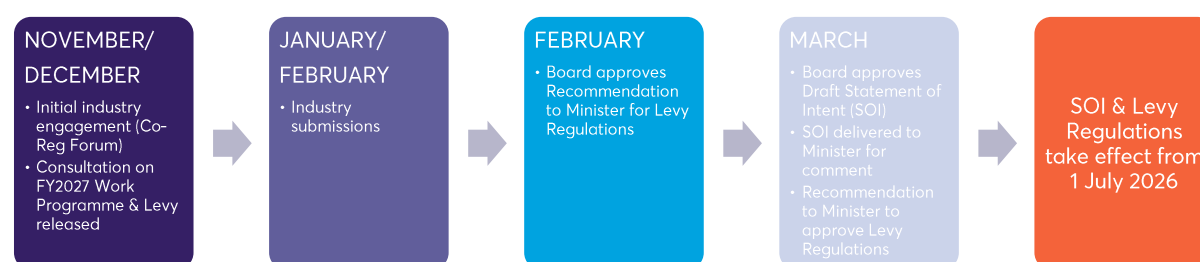 NOVEMBER/
DECEMBER
• Initial industry
engagement (Co-
Reg Forum)
• Consultation on
FY2027 Work
Programme & Levy
released
JANUARY/
FEBRUARY
• Industry
submissions
FEBRUARY
• Board approves
Recommendation
to Minister for Levy
Regulations
MARCH
• Board approves
Draft Statement of
Intent (SOI)
• SOI delivered to
Minister for
comment
• Recommendation
to Minister to
approve Levy
Regulations
SOI & Levy
Regulations
take effect from
1 July 2026